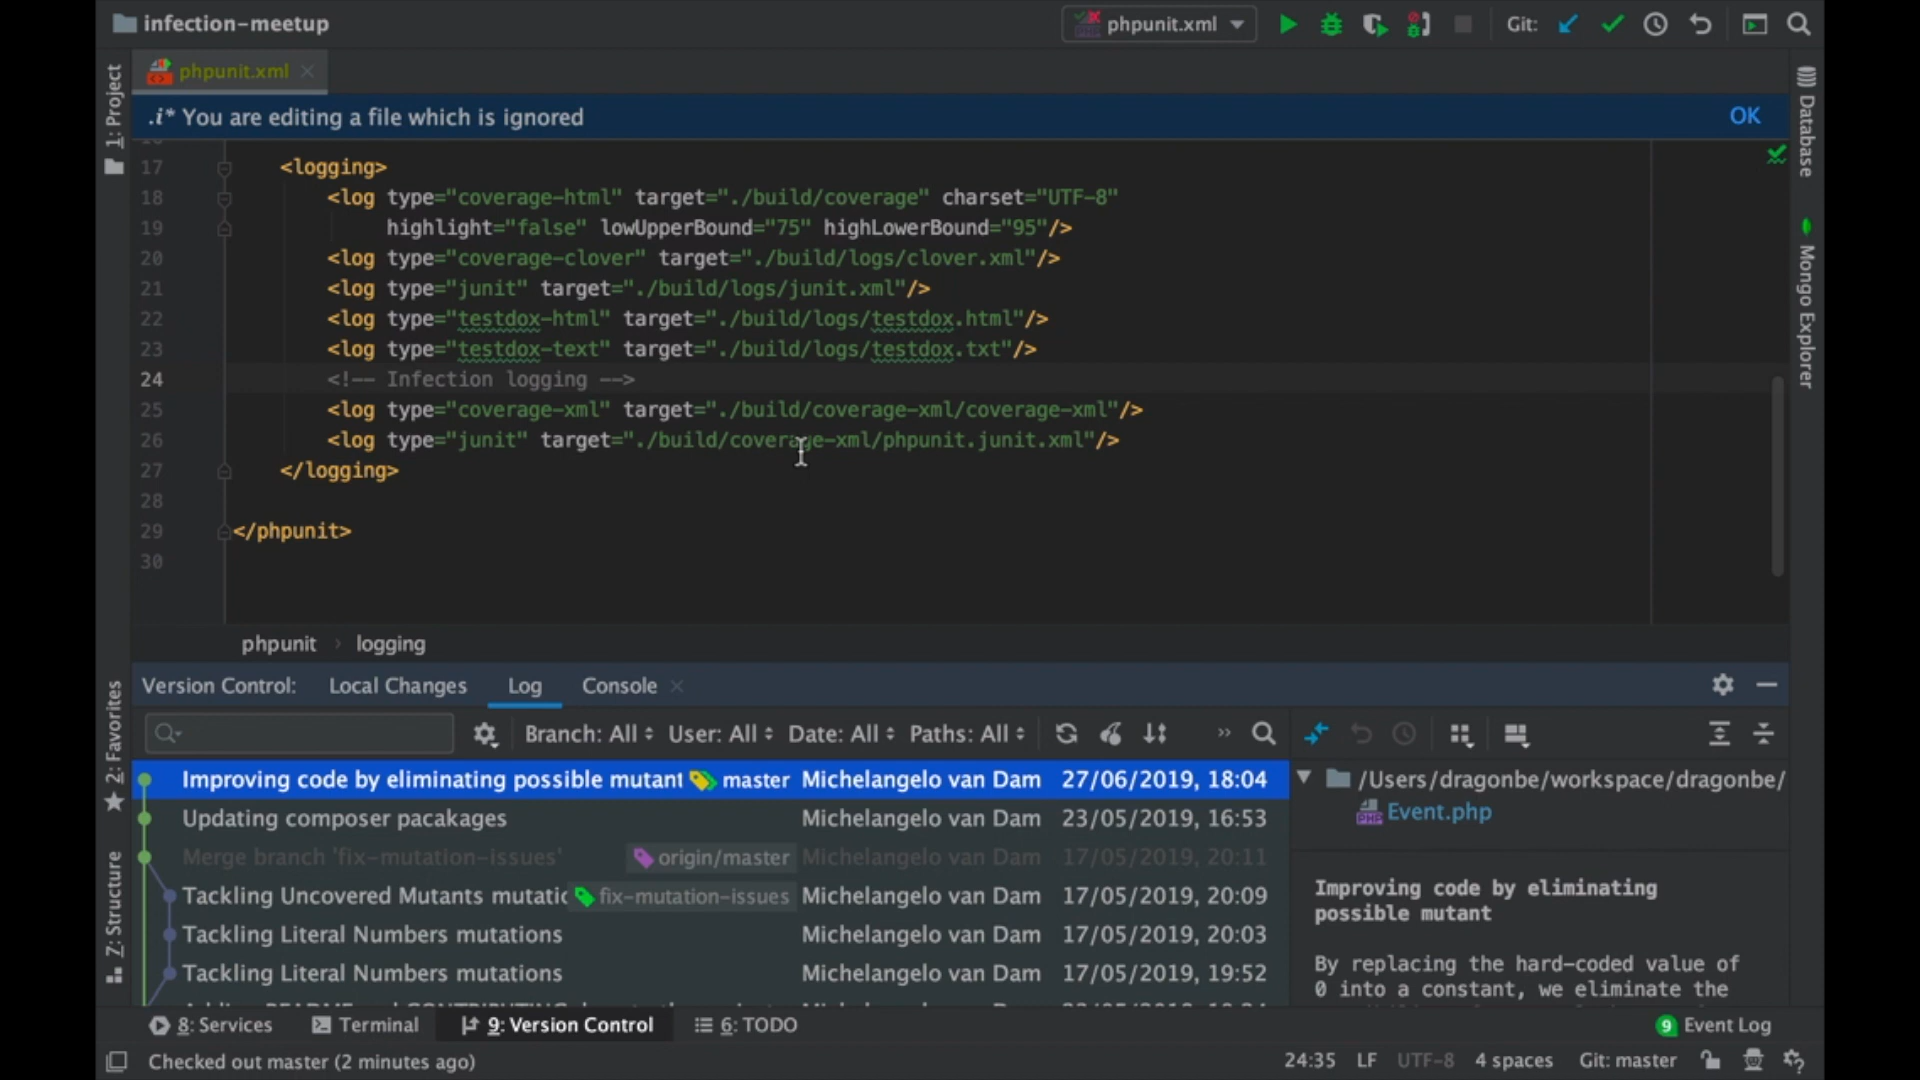 infection-meetup
phpunit.xml
Git:
1: Project
phpunit.xml
Database
.i* You are editing a file which is ignored
OK
Mongo Explorer
17 <logging>
18 <log type="coverage-html" target="./build/coverage" charset="UTF-8"
19 highlight="false" lowUpperBound="75" highLowerBound="95"/>
20 <log type="coverage-clover" target="./build/logs/clover.xml"/>
21 <log type="junit" target="./build/logs/junit.xml"/>
22 <log type="testdox-html" target="./build/logs/testdox.html"/>
23 <log type="testdox-text" target="./build/logs/testdox.txt"/>
24 <!-- Infection logging -->
25 <log type="coverage-xml" target="./build/coverage-xml/coverage-xml"/>
26 <log type="junit" target="./build/coverage-xml/phpunit.junit.xml"/>
27 </logging>
28
29 </phpunit>
30
phpunit › logging
2: Favorites
Z: Structure
Version Control: Local Changes Log Console
Branch: All User: All Date: All Paths: All
Improving code by eliminating possible mutant master Michelangelo van Dam 27/06/2019, 18:04
Updating composer pacakages Michelangelo van Dam 23/05/2019, 16:53
Merge branch 'fix-mutation-issues' origin/master Michelangelo van Dam 17/05/2019, 20:11
Tackling Uncovered Mutants mutatio fix-mutation-issues Michelangelo van Dam 17/05/2019, 20:09
Tackling Literal Numbers mutations Michelangelo van Dam 17/05/2019, 20:03
Tackling Literal Numbers mutations Michelangelo van Dam 17/05/2019, 19:52
/Users/dragonbe/workspace/dragonbe/
Event.php
Improving code by eliminating
possible mutant
By replacing the hard-coded value of
0 into a constant, we eliminate the
8: Services Terminal 9: Version Control 6: TODO
9 Event Log
Checked out master (2 minutes ago)
24:35 LF UTF-8 4 spaces Git: master